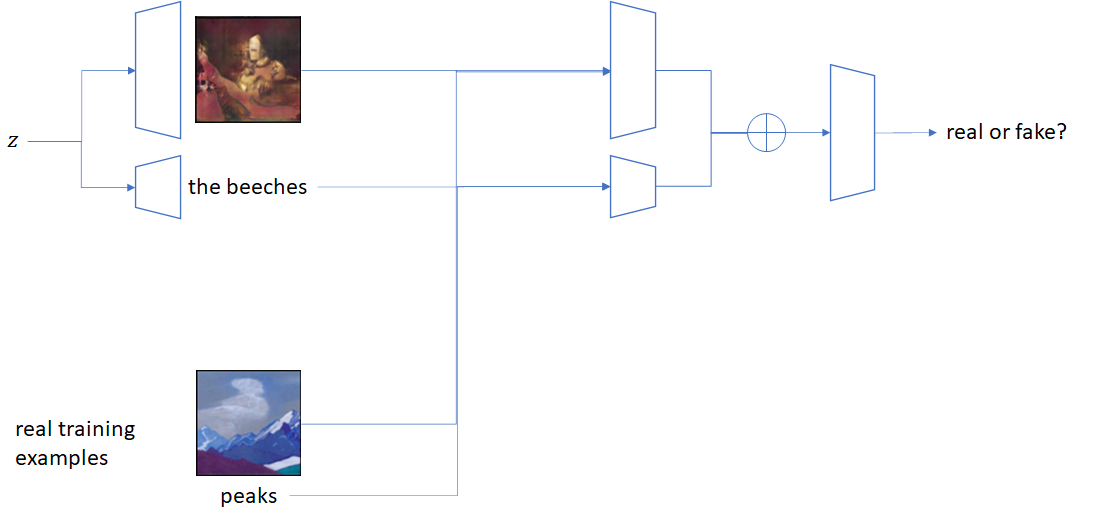 z
the beeches
real or fake?
real training
examples
peaks